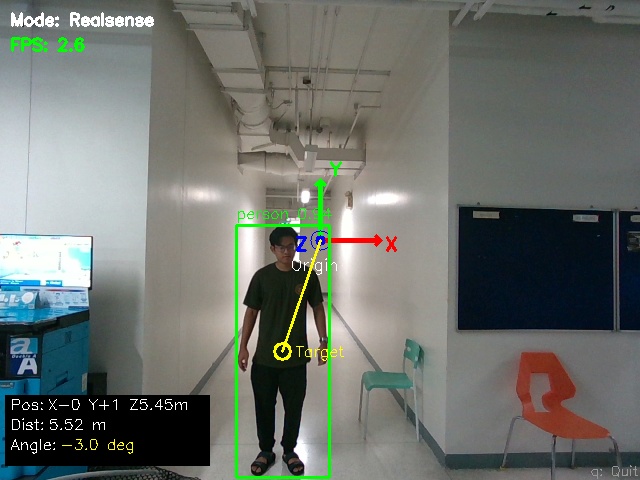 Mode: Realsense
FPS: 2.6
Y
person
Z
X
Origin
Target
a
A
Pos: X-0 Y+1 Z5.45m
Dist: 5.52 m
Angle: -3.0 deg
q: Quit